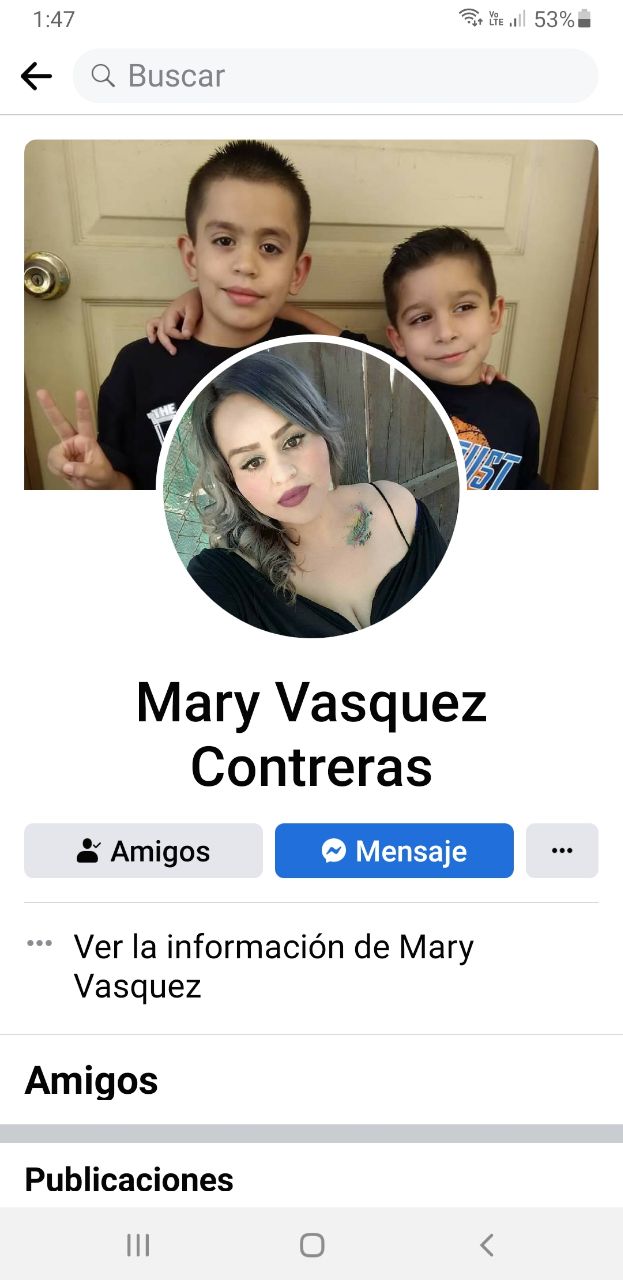 1:47
Vo
LTE
53%
Buscar
THE
Mary Vasquez
Contreras
Amigos
Mensaje
Ver la información de Mary
Vasquez
Amigos
Publicaciones